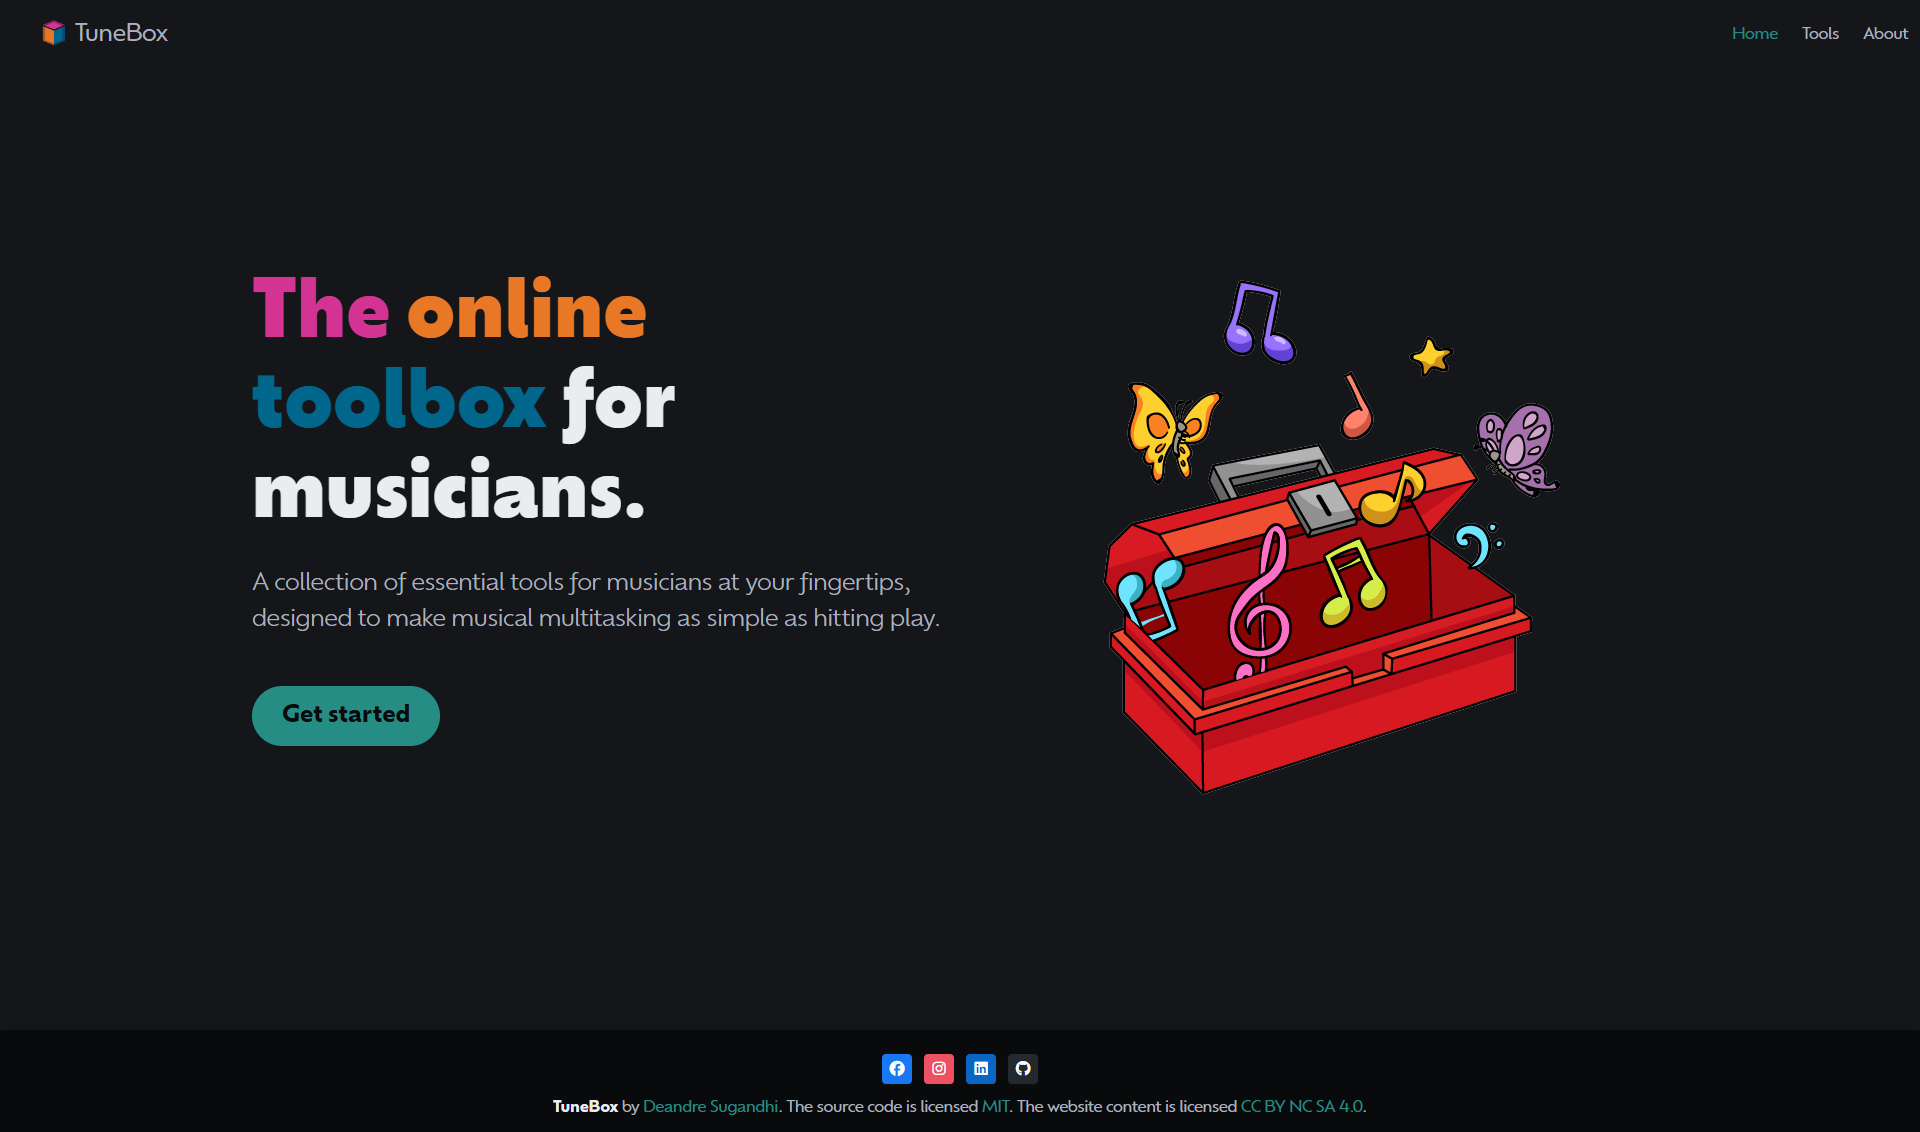 TuneBox
Home Tools About
The online
toolbox for
musicians.
A collection of essential tools for musicians at your fingertips,
designed to make musical multitasking as simple as hitting play.
Get started
TuneBox by Deandre Sugandhi. The source code is licensed MIT. The website content is licensed CC BY NC SA 4.0.